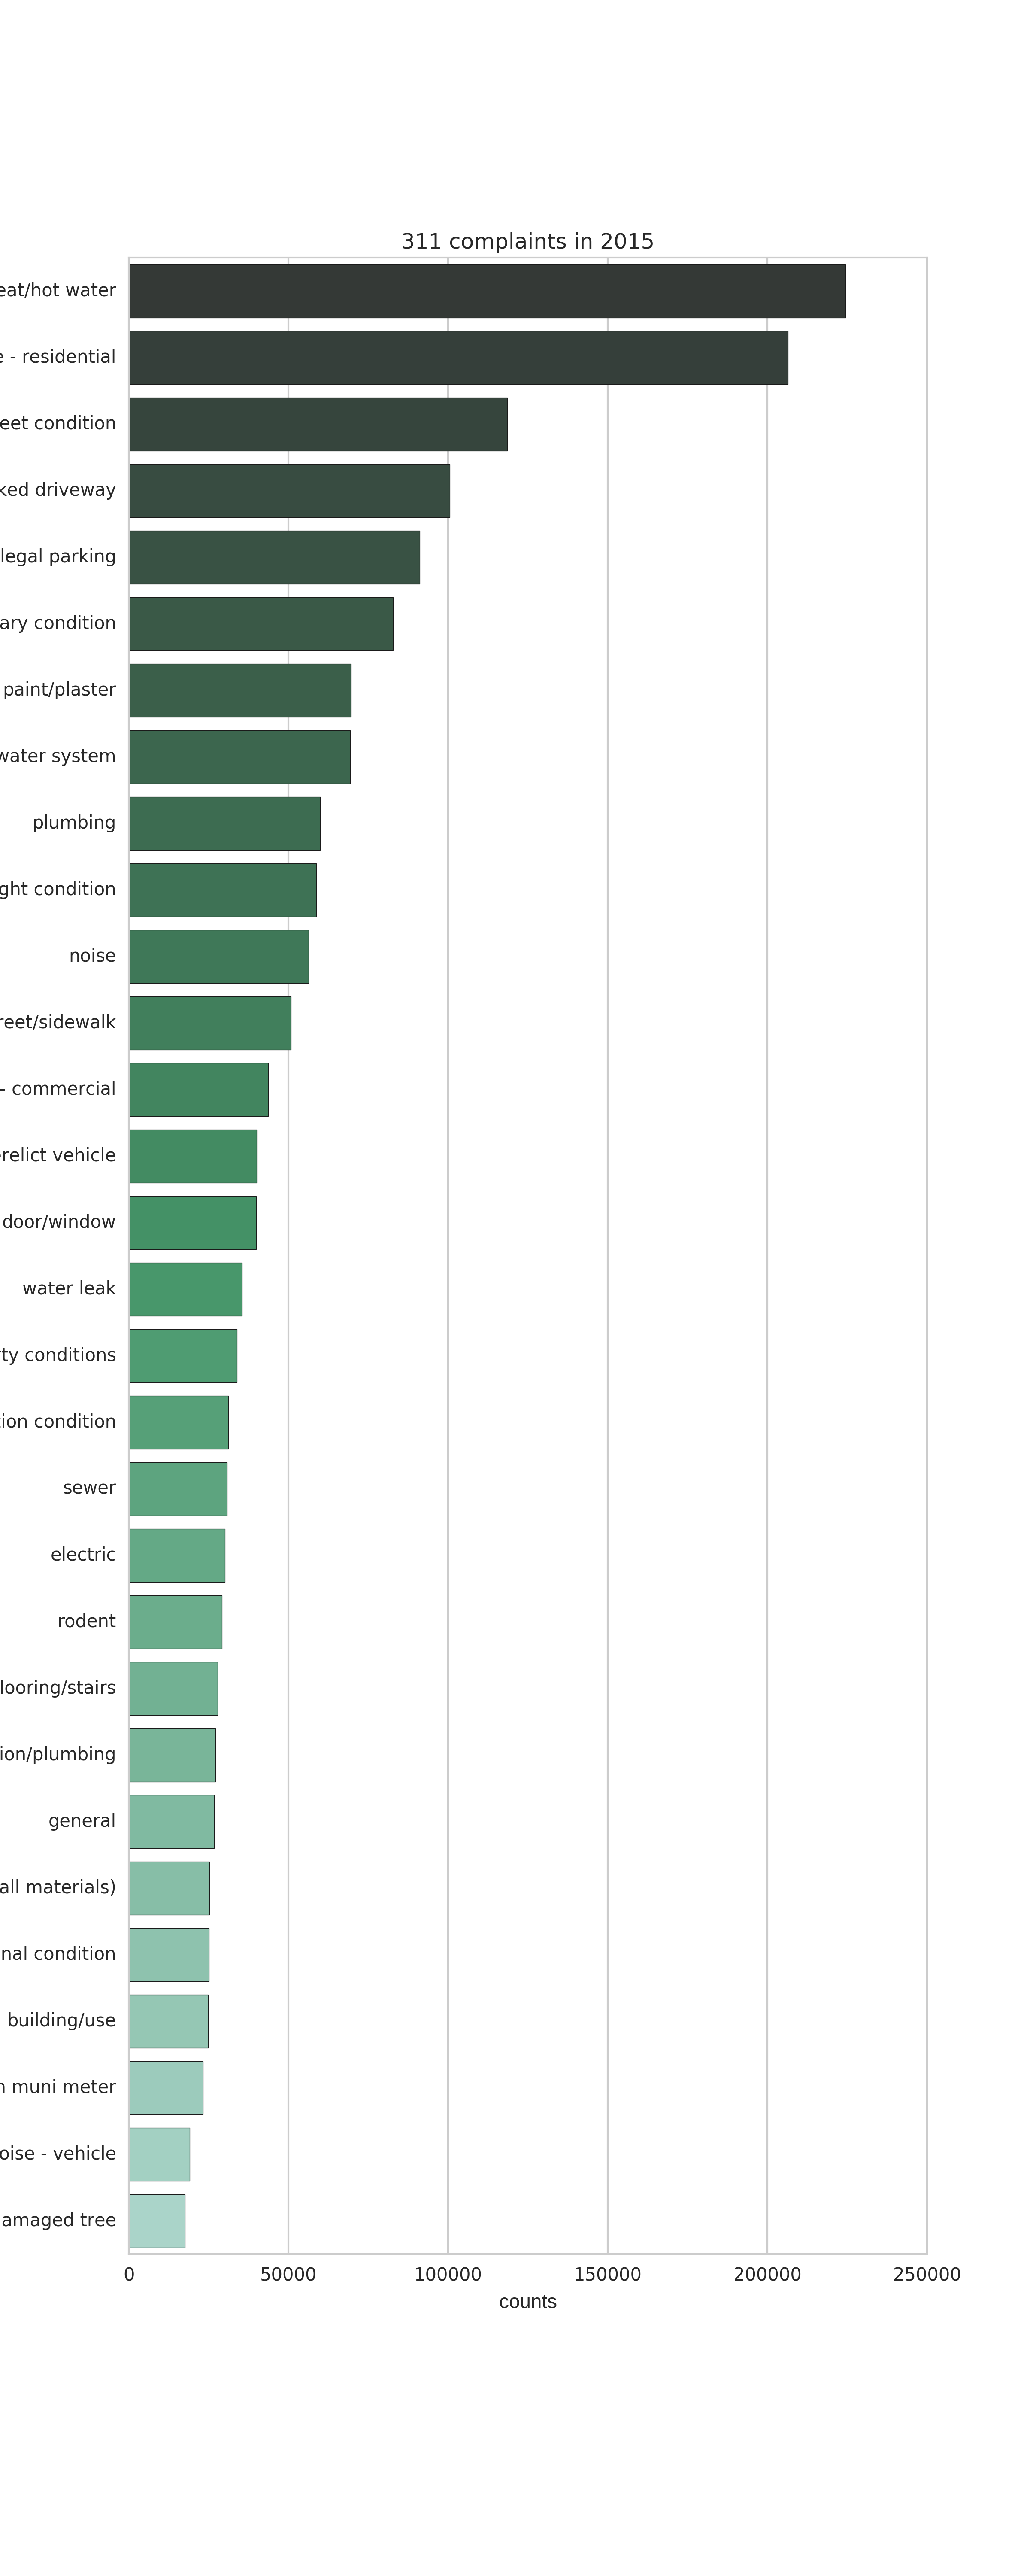 311 complaints in 2015
eat/hot water
e - residential
eet condition
ked driveway
legal parking
ary condition
paint/plaster
water system
plumbing
ght condition
noise
reet/sidewalk
- commercial
relict vehicle
door/window
water leak
rty conditions
tion condition
sewer
electric
rodent
looring/stairs
ion/plumbing
general
all materials)
nal condition
building/use
n muni meter
oise - vehicle
amaged tree
0 50000 100000 150000 200000 250000
counts